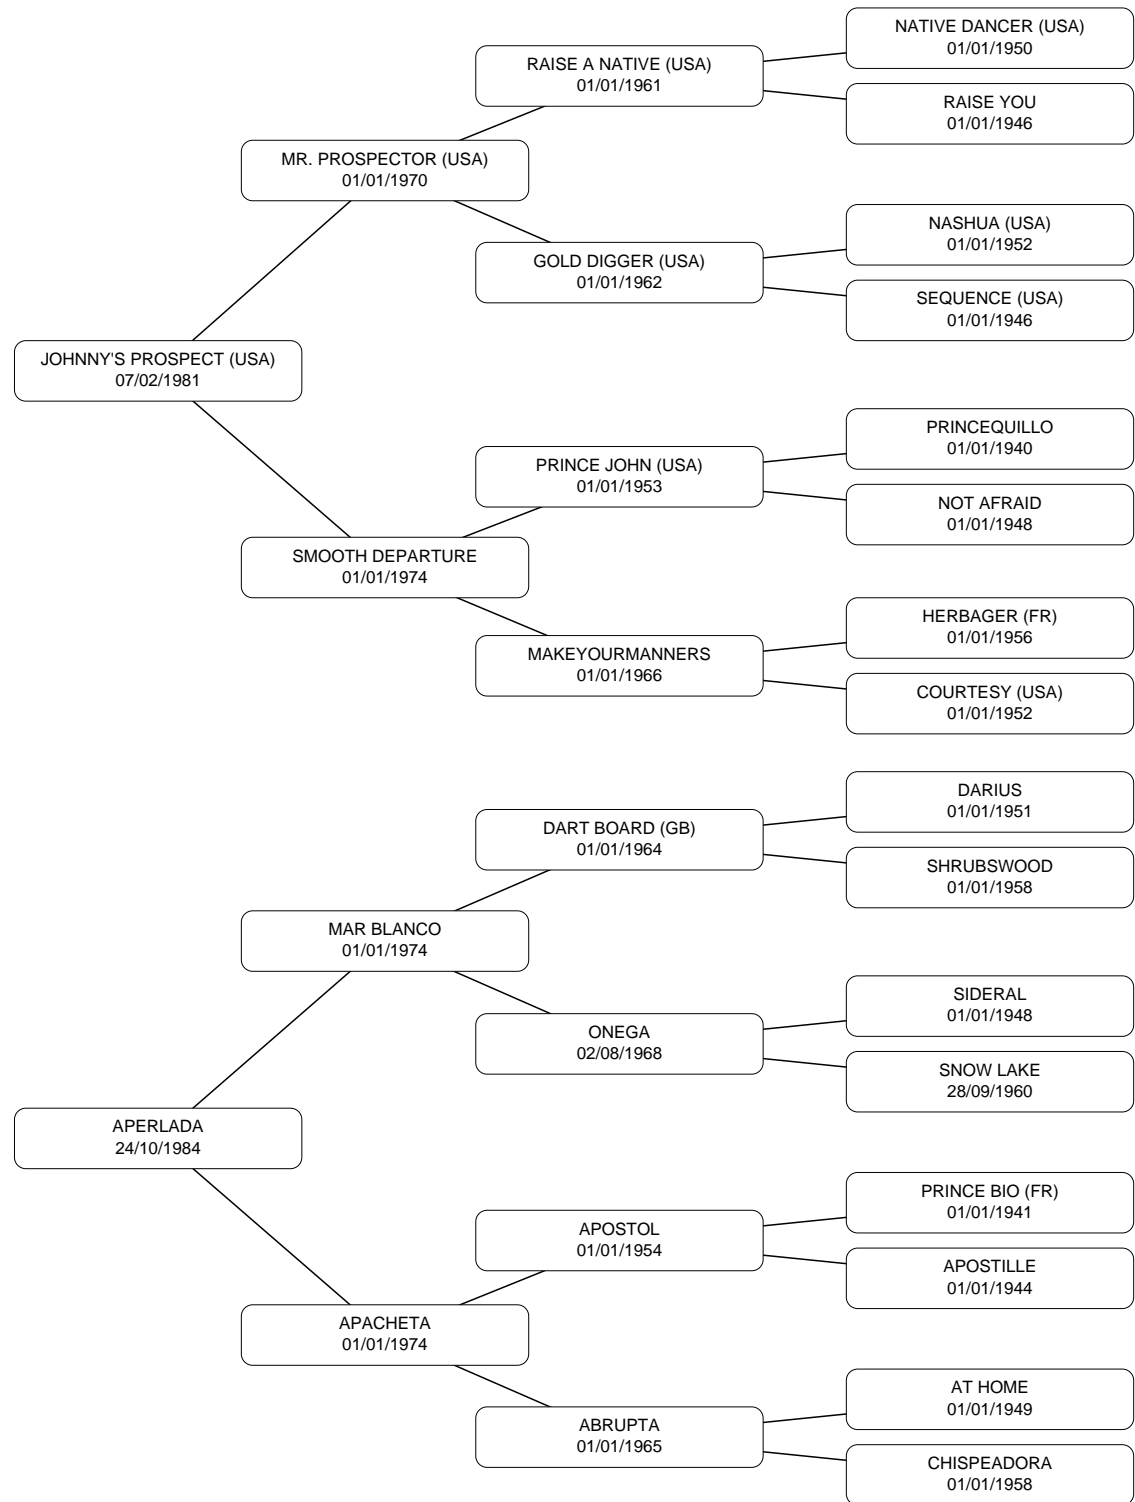 NATIVE DANCER (USA)
01/01/1950
RAISE A NATIVE (USA)
01/01/1961
RAISE YOU
01/01/1946
MR. PROSPECTOR (USA)
01/01/1970
NASHUA (USA)
01/01/1952
GOLD DIGGER (USA)
01/01/1962
SEQUENCE (USA)
01/01/1946
JOHNNY'S PROSPECT (USA)
07/02/1981
PRINCEQUILLO
01/01/1940
PRINCE JOHN (USA)
01/01/1953
NOT AFRAID
01/01/1948
SMOOTH DEPARTURE
01/01/1974
HERBAGER (FR)
01/01/1956
MAKEYOURMANNERS
01/01/1966
COURTESY (USA)
01/01/1952
DARIUS
01/01/1951
DART BOARD (GB)
01/01/1964
SHRUBSWOOD
01/01/1958
MAR BLANCO
01/01/1974
SIDERAL
01/01/1948
ONEGA
02/08/1968
SNOW LAKE
28/09/1960
APERLADA
24/10/1984
PRINCE BIO (FR)
01/01/1941
APOSTOL
01/01/1954
APOSTILLE
01/01/1944
APACHETA
01/01/1974
AT HOME
01/01/1949
ABRUPTA
01/01/1965
CHISPEADORA
01/01/1958